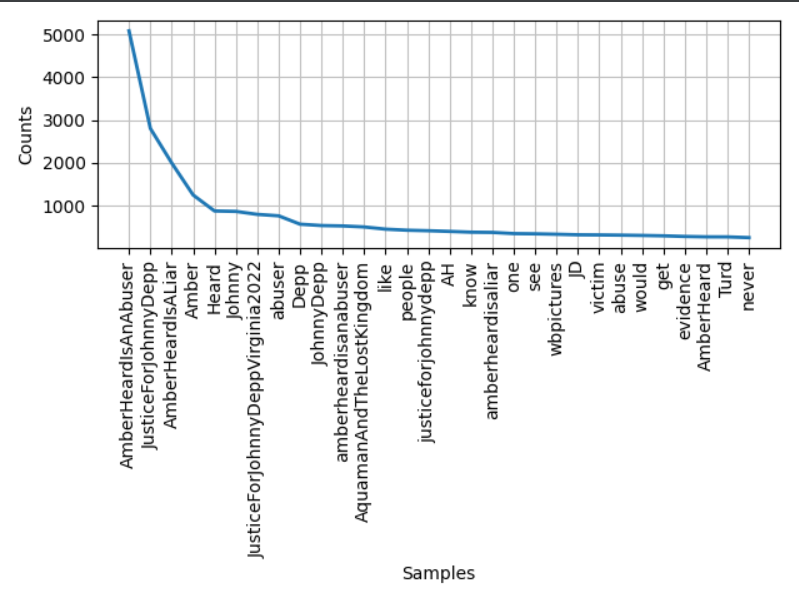 5000
4000
3000
2000
1000
Counts
AmberHeardIsAnAbuser
JusticeForJohnnyDepp
AmberHeardIsALiar
Amber
Heard
Johnny
JusticeForJohnnyDeppVirginia2022
abuser
Depp
JohnnyDepp
amberheardisanabuser
AquamanAndTheLostKingdom
like
people
justiceforjohnnydepp
AH
know
amberheardisaliar
one
see
wbpictures
JD
victim
abuse
would
get
evidence
AmberHeard
Turd
never
Samples